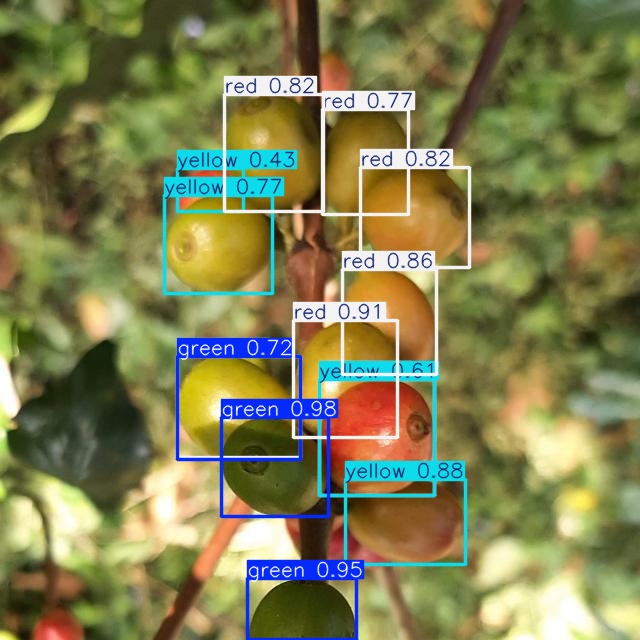 red 0.82
red 0.77
yellow 0.43
red 0.82
yellow 0.77
red 0.86
red 0.91
green 0.72
yellow 0.61
green 0.98
yellow 0.88
green 0.95